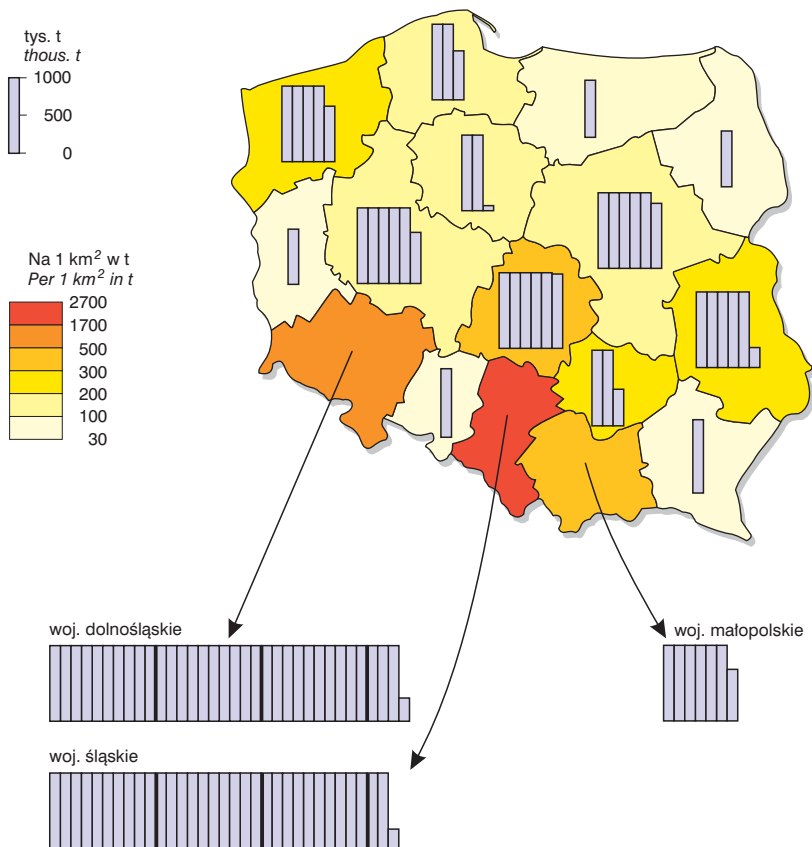 tys. t
thous. t
1000
500
0
Na 1 km² w t
Per 1 km² in t
2700
1700
500
300
200
100
30
woj. dolnośląskie
woj. małopolskie
woj. śląskie